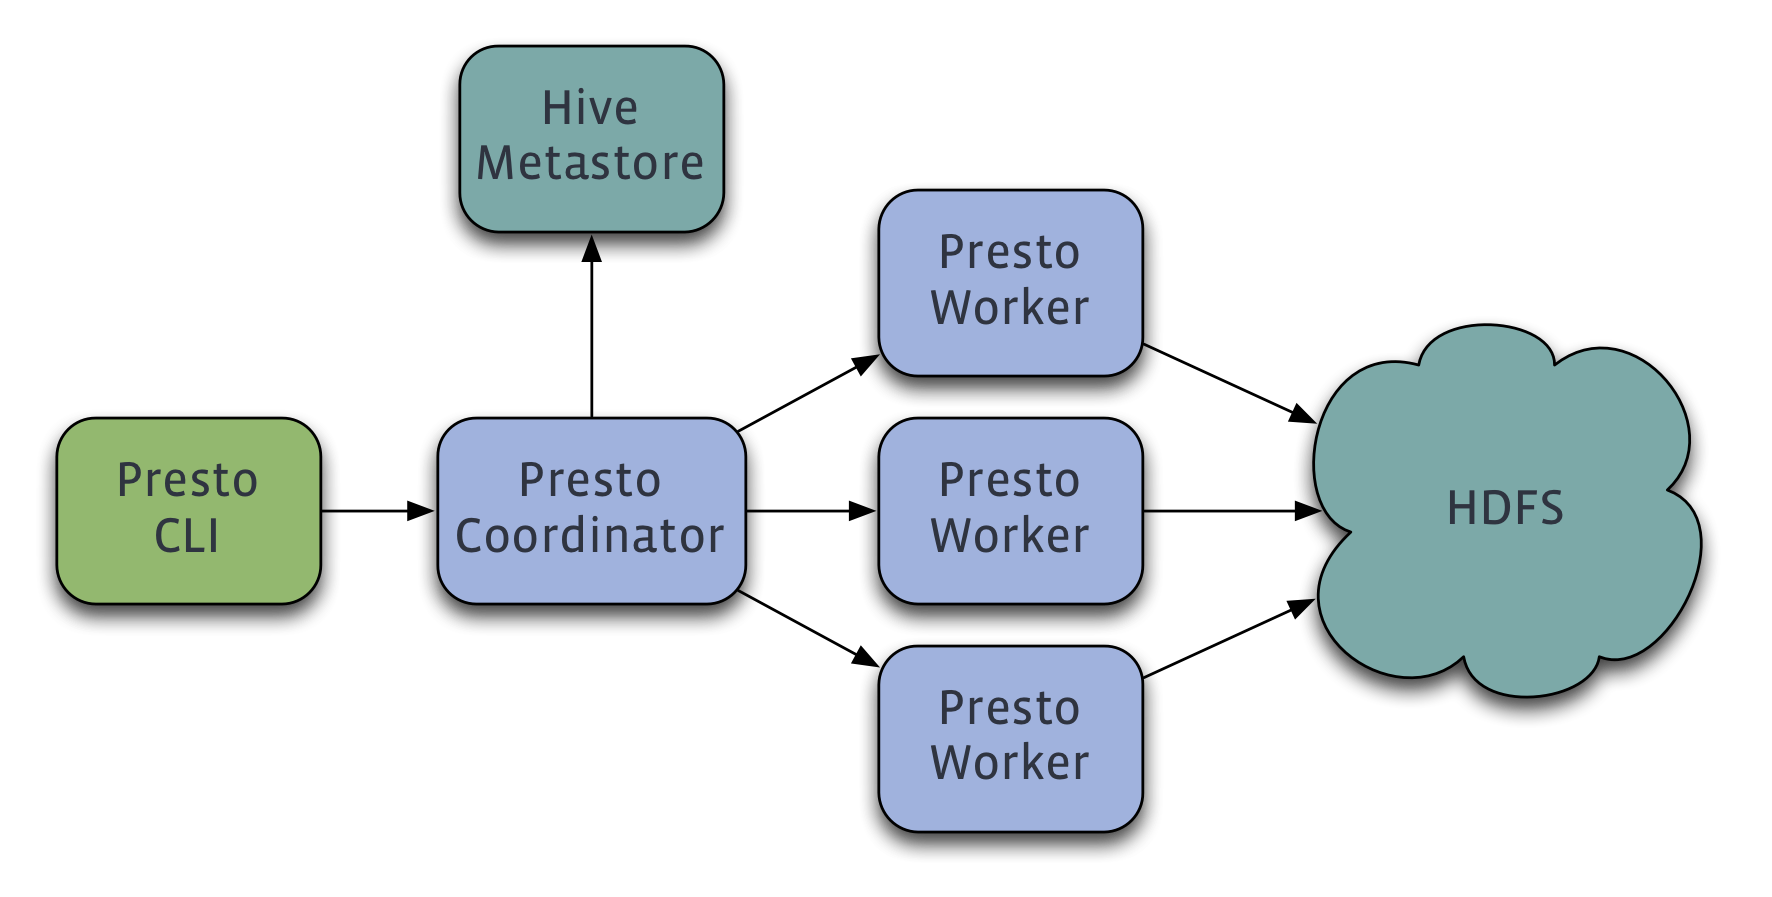 Hive
Metastore
Presto
Worker
Presto
CLI
Presto
Coordinator
Presto
Worker
HDFS
Presto
Worker